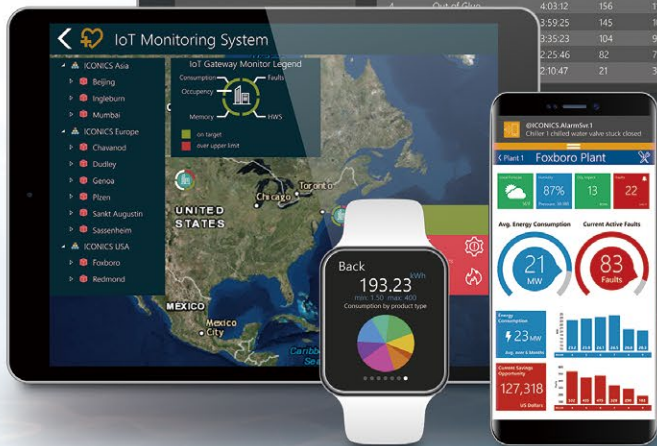 Out of Glue 4:03:12 156
3:59:25 145
3:35:23 104
2:25:46 82
2:10:47 21
IoT Monitoring System
ICONICS Asia
Beijing
Ingleburn
Mumbai
ICONICS Europe
Chavanod
Dudley
Genoa
Plzen
Sankt Augustin
Sassenheim
ICONICS USA
Foxboro
Redmond
IoT Gateway Monitor Legend
Consumption
Faults
Occupency
Memory
HWS
on target
over upper limit
UNITED
STATES
Chicago
Toronto
MEXICO
Mexico
City
Back
193.23 kWh
min: 1.50 max: 400
Consumption by product type
@ICONICS.AlarmSvr.1
Chiller 1 chilled water valve stuck closed
Plant 1 Foxboro Plant
87%
13
22
Avg. Energy Consumption
Current Active Faults
21
MW
83
Faults
Energy
Consumption
23 MW
Avg. over 6 Months
Current Savings
Opportunity
127,318
US Dollars